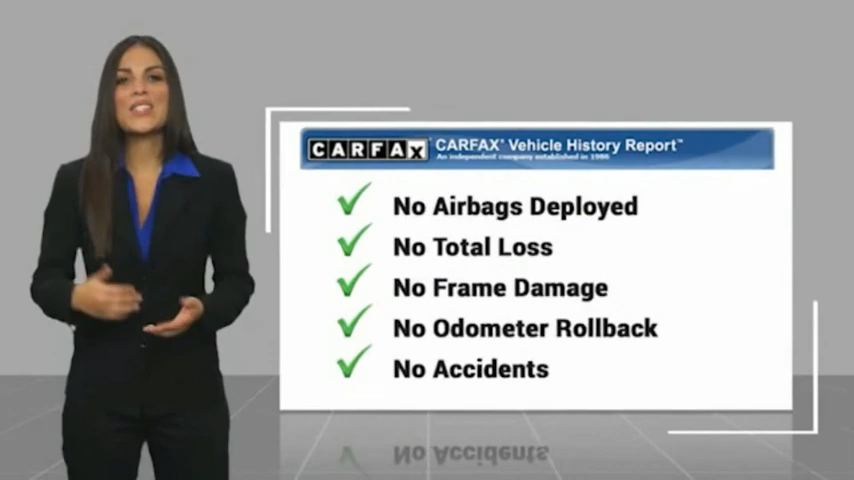 CARFAX CARFAX® Vehicle History Report™
An independent company established in 1986
No Airbags Deployed
No Total Loss
No Frame Damage
No Odometer Rollback
No Accidents
No Accidents